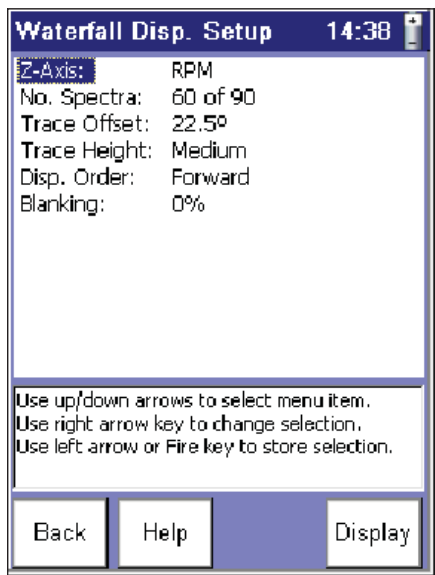 Waterfall Disp. Setup 14:38
Z-Axis: RPM
No. Spectra: 60 of 90
Trace Offset: 22.5º
Trace Height: Medium
Disp. Order: Forward
Blanking: 0%
Use up/down arrows to select menu item.
Use right arrow key to change selection.
Use left arrow or Fire key to store selection.
Back Help Display